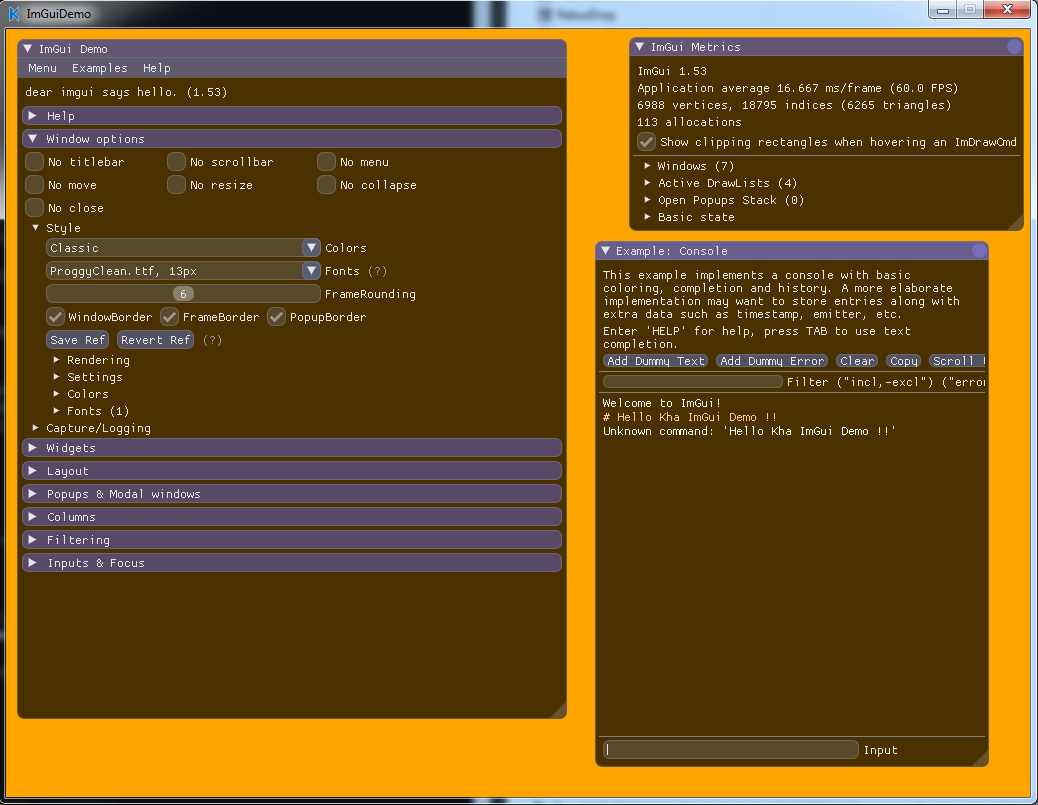 ImGuiDemo
ImGui Demo
Menu Examples Help
dear imgui says hello. (1.53)
Help
Window options
No titlebar No scrollbar No menu
No move No resize No collapse
No close
Style
Classic Colors
ProggyClean.ttf, 13px Fonts (?)
6 FrameRounding
WindowBorder FrameBorder PopupBorder
Save Ref Revert Ref (?)
Rendering
Settings
Colors
Fonts (1)
Capture/Logging
Widgets
Layout
Popups & Modal windows
Columns
Filtering
Inputs & Focus
ImGui Metrics
ImGui 1.53
Application average 16.667 ms/frame (60.0 FPS)
6988 vertices, 18795 indices (6265 triangles)
113 allocations
Show clipping rectangles when hovering an ImDrawCmd
Windows (7)
Active DrawLists (4)
Open Popups Stack (0)
Basic state
Example: Console
This example implements a console with basic
coloring, completion and history. A more elaborate
implementation may want to store entries along with
extra data such as timestamp, emitter, etc.
Enter 'HELP' for help, press TAB to use text
completion.
Add Dummy Text Add Dummy Error Clear Copy Scroll
Filter ("incl,-excl") ("error
Welcome to ImGui!
# Hello Kha ImGui Demo !!
Unknown command: 'Hello Kha ImGui Demo !!'
Input